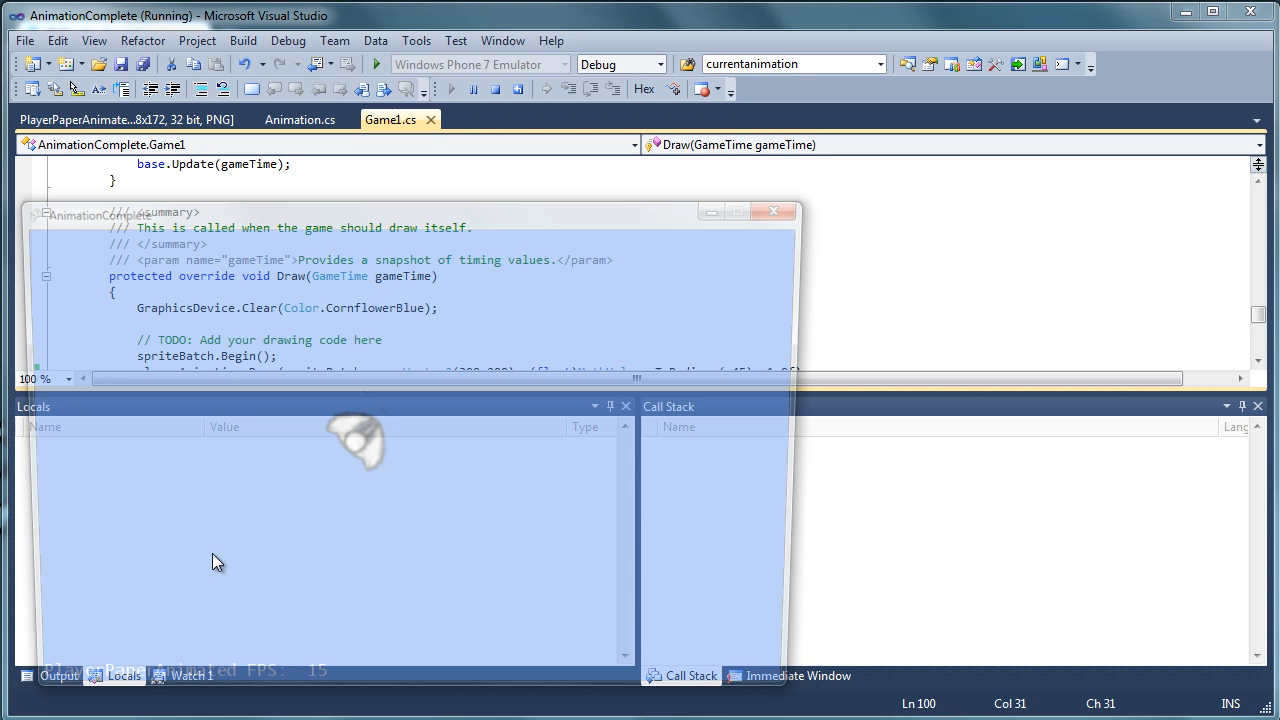 AnimationComplete (Running) - Microsoft Visual Studio
File Edit View Refactor Project Build Debug Team Data Tools Test Window Help
Windows Phone 7 Emulator Debug currentanimation
Hex
PlayerPaperAnimate...8x172, 32 bit, PNG] Animation.cs Game1.cs
AnimationComplete.Game1 Draw(GameTime gameTime)
base.Update(gameTime);
}
AnimationComplete
/// <summary>
/// This is called when the game should draw itself.
/// </summary>
/// <param name="gameTime">Provides a snapshot of timing values.</param>
protected override void Draw(GameTime gameTime)
{
GraphicsDevice.Clear(Color.CornflowerBlue);
// TODO: Add your drawing code here
spriteBatch.Begin();
100 %
Locals Call Stack
Name Value Type Name Lang
PlayerPaperAnimated FPS: 15
Output Locals Watch 1 Call Stack Immediate Window
Ln 100 Col 31 Ch 31 INS